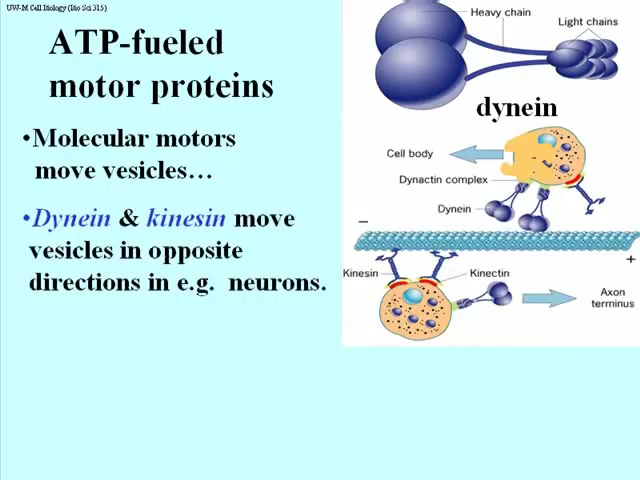 UW-M Cell Biology (Bio Sci 315)
ATP-fueled
motor proteins
•Molecular motors
move vesicles…
•Dynein & kinesin move
vesicles in opposite
directions in e.g. neurons.
Heavy chain
Light chains
dynein
Cell body
Dynactin complex
Dynein
–
+
Kinesin
Kinectin
Axon
terminus